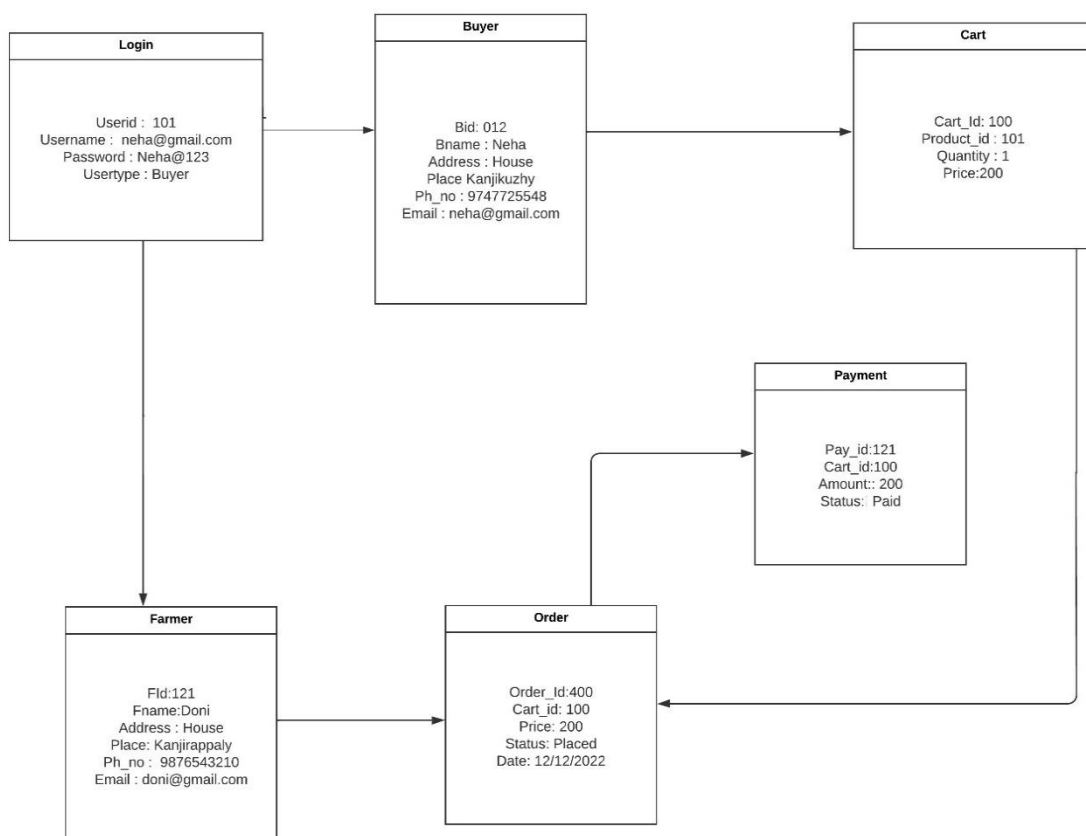 Login
Userid : 101
Username : neha@gmail.com
Password : Neha@123
Usertype : Buyer
Buyer
Bid: 012
Bname : Neha
Address : House
Place Kanjikuzhy
Ph_no : 9747725548
Email : neha@gmail.com
Cart
Cart_Id: 100
Product_id : 101
Quantity : 1
Price:200
Payment
Pay_id:121
Cart_id:100
Amount:: 200
Status: Paid
Farmer
FId:121
Fname:Doni
Address : House
Place: Kanjirappaly
Ph_no : 9876543210
Email : doni@gmail.com
Order
Order_Id:400
Cart_id: 100
Price: 200
Status: Placed
Date: 12/12/2022